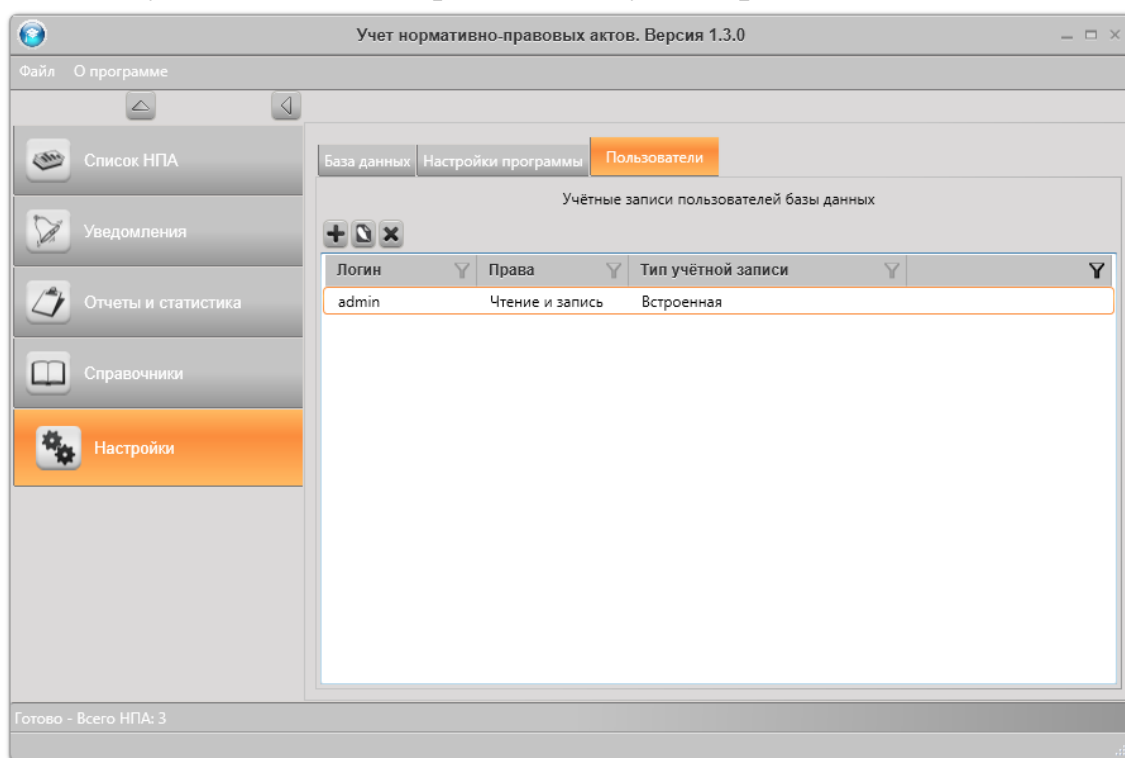 Учет нормативно-правовых актов. Версия 1.3.0
Файл О программе
Список НПА
Уведомления
Отчеты и статистика
Справочники
Настройки
База данных Настройки программы Пользователи
Учётные записи пользователей базы данных
Логин Права Тип учётной записи
admin Чтение и запись Встроенная
Готово - Всего НПА: 3